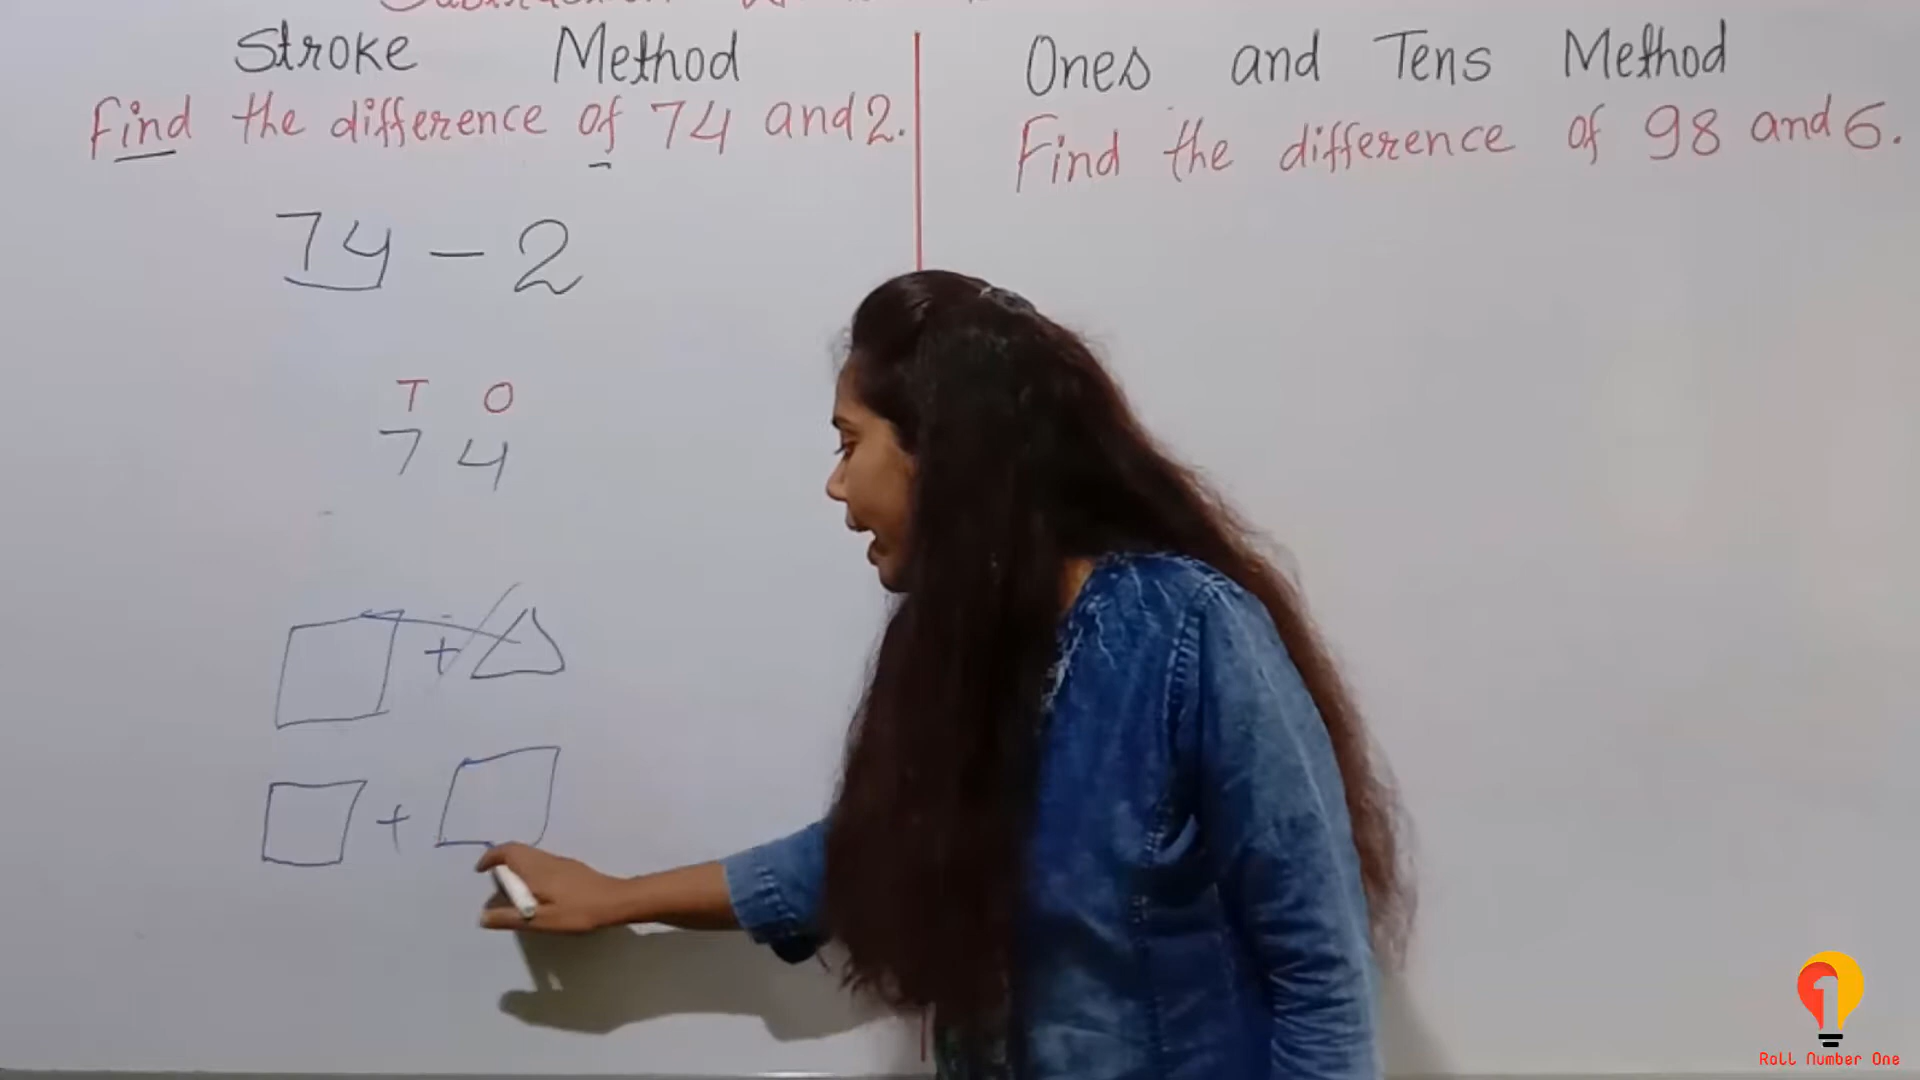 Stroke Method
Find the difference of 74 and 2.
74 - 2
T O
7 4
+
+
Ones and Tens Method
Find the difference of 98 and 6.
1
Roll Number One